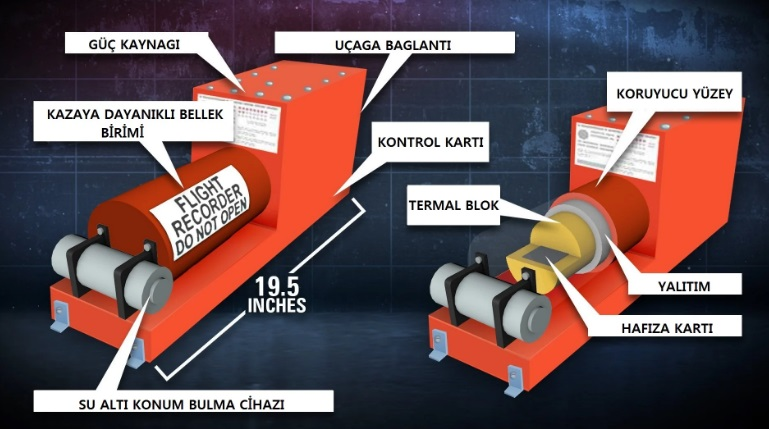 GÜÇ KAYNAGI
UÇAGA BAGLANTI
KAZAYA DAYANIKLI BELLEK
BİRİMİ
KONTROL KARTI
FLIGHT
RECORDER
DO NOT OPEN
19.5
INCHES
SU ALTI KONUM BULMA CİHAZI
KORUYUCU YÜZEY
TERMAL BLOK
YALITIM
HAFIZA KARTI